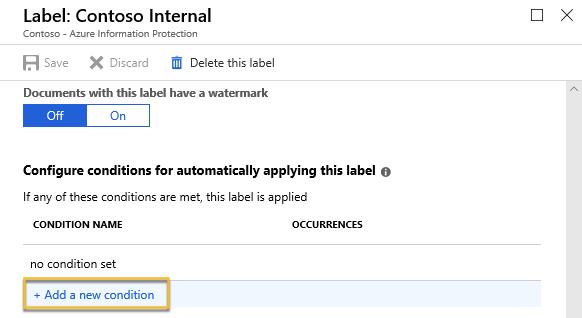 Label: Contoso Internal
Contoso - Azure Information Protection
Save Discard Delete this label
Documents with this label have a watermark
Off On
Configure conditions for automatically applying this label
If any of these conditions are met, this label is applied
CONDITION NAME OCCURRENCES
no condition set
+ Add a new condition